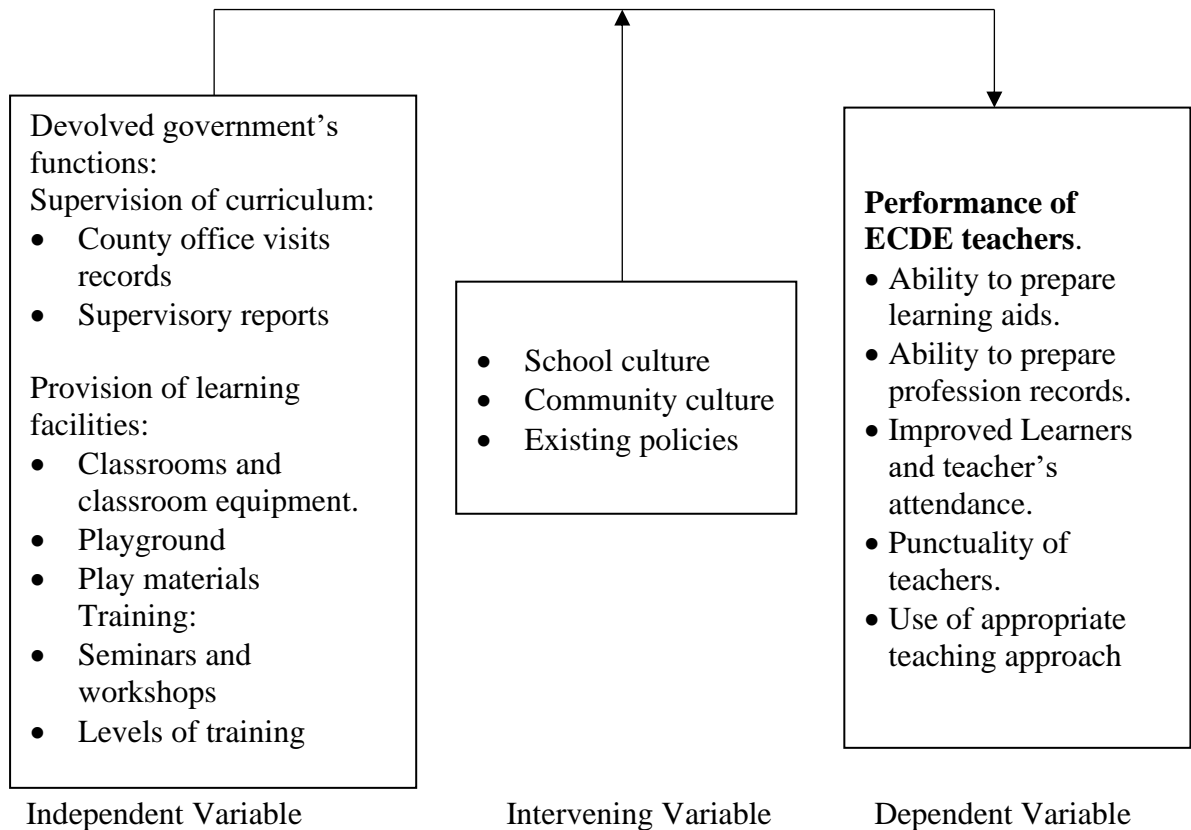 Devolved government’s
functions:
Supervision of curriculum:
• County office visits
records
• Supervisory reports
Provision of learning
facilities:
• Classrooms and
classroom equipment.
• Playground
• Play materials
Training:
• Seminars and
workshops
• Levels of training
• School culture
• Community culture
• Existing policies
Performance of
ECDE teachers.
• Ability to prepare
learning aids.
• Ability to prepare
profession records.
• Improved Learners
and teacher’s
attendance.
• Punctuality of
teachers.
• Use of appropriate
teaching approach
Independent Variable
Intervening Variable
Dependent Variable